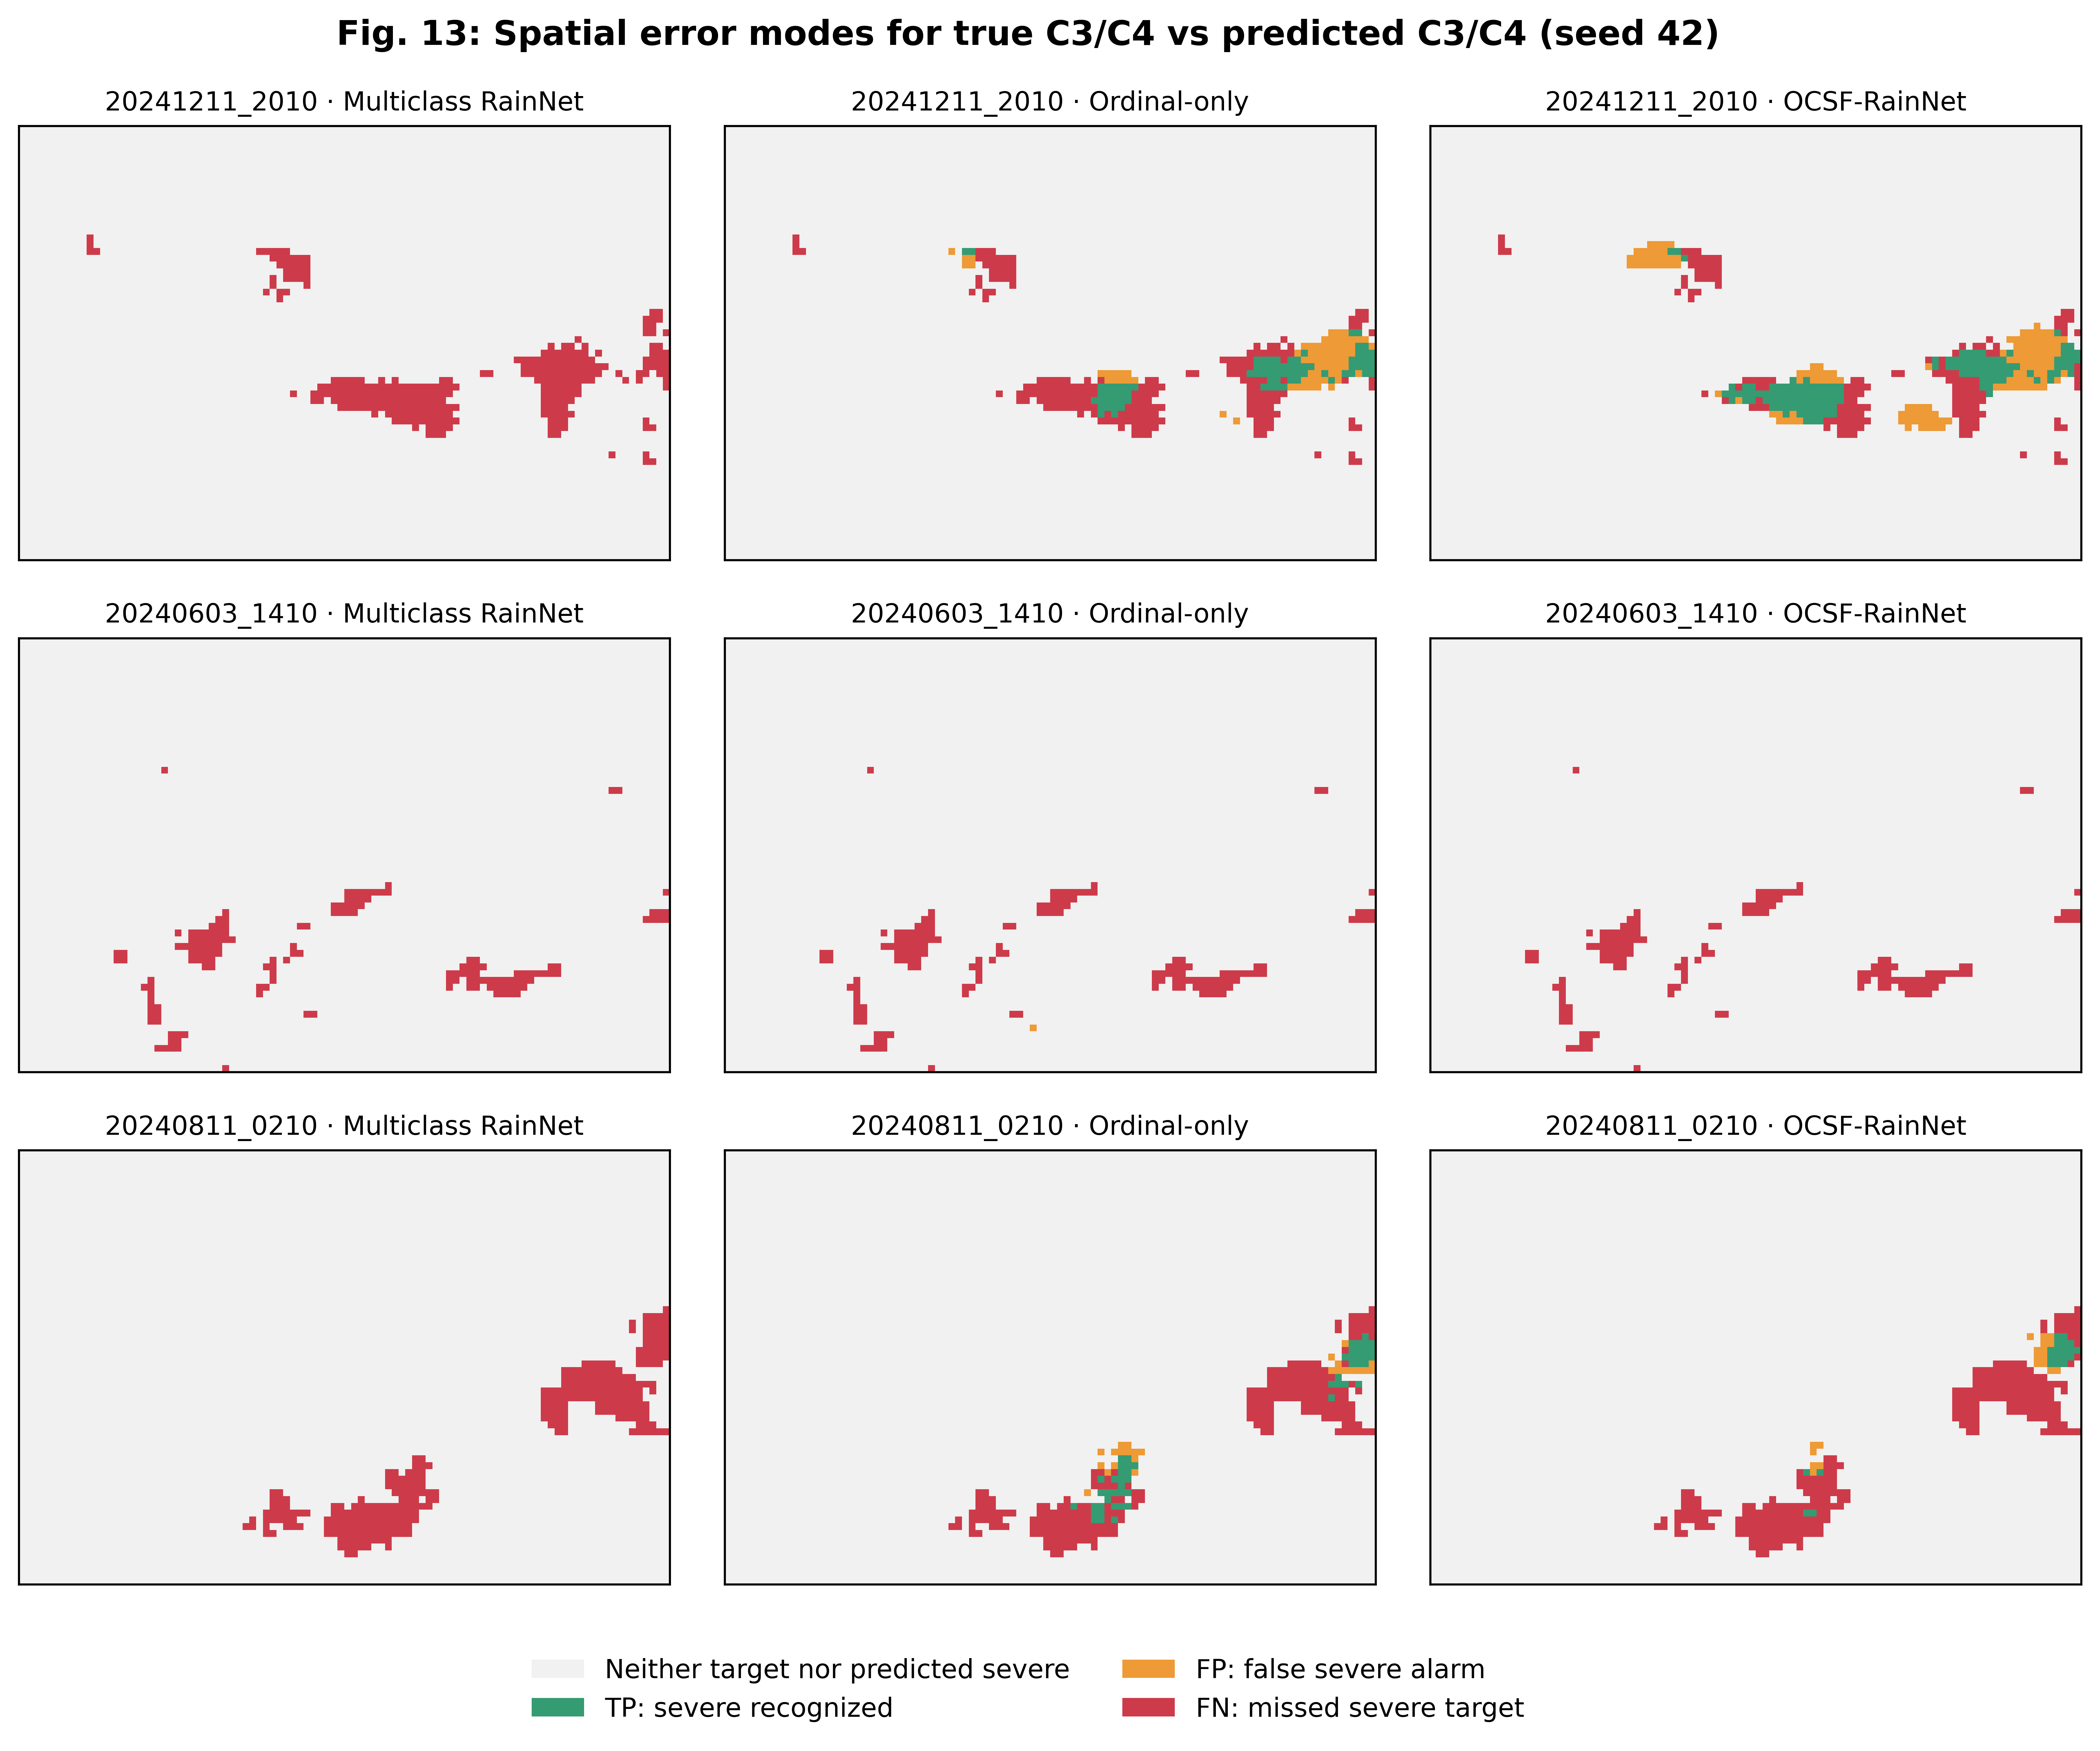 Fig. 13: Spatial error modes for true C3/C4 vs predicted C3/C4 (seed 42)
20241211_2010 · Multiclass RainNet
20241211_2010 · Ordinal-only
20241211_2010 · OCSF-RainNet
20240603_1410 · Multiclass RainNet
20240603_1410 · Ordinal-only
20240603_1410 · OCSF-RainNet
20240811_0210 · Multiclass RainNet
20240811_0210 · Ordinal-only
20240811_0210 · OCSF-RainNet
Neither target nor predicted severe
TP: severe recognized
FP: false severe alarm
FN: missed severe target